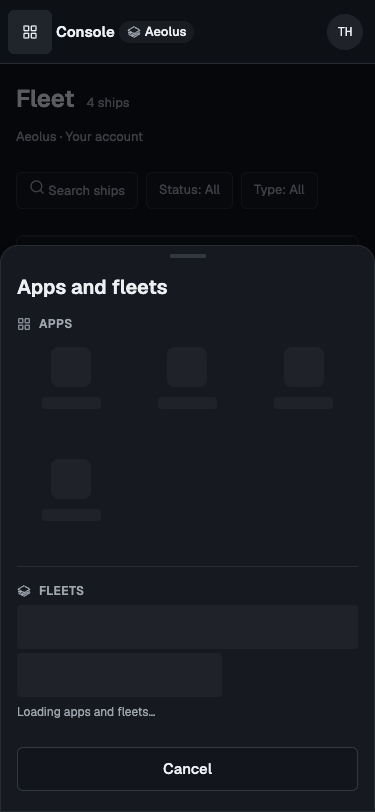 Console Aeolus TH
Fleet 4 ships
Aeolus · Your account
Search ships Status: All Type: All
Apps and fleets
APPS
FLEETS
Loading apps and fleets…
Cancel